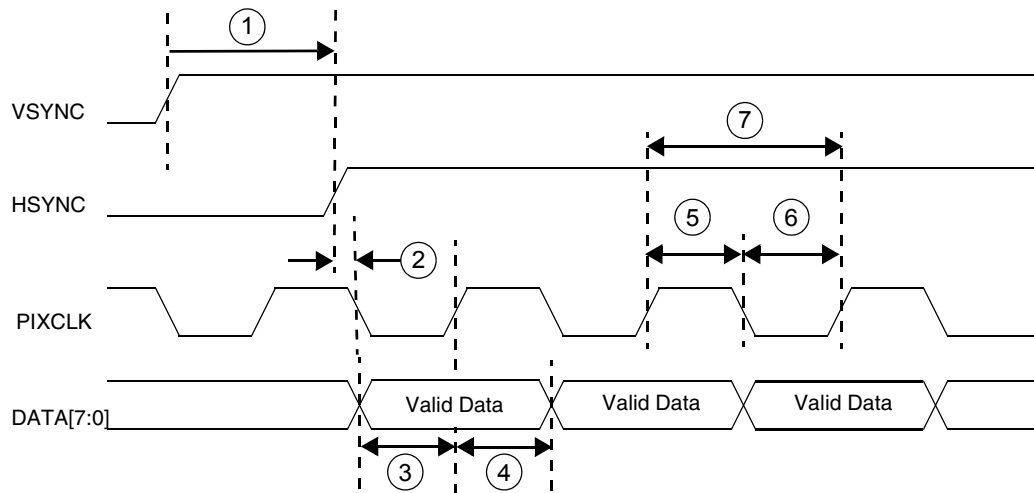 1
VSYNC
7
HSYNC
5 6
2
PIXCLK
DATA[7:0] Valid Data Valid Data Valid Data
3 4